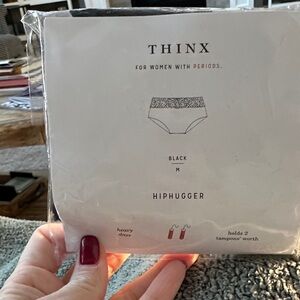 THINX
FOR WOMEN WITH PERIODS.
BLACK
M
HIPHUGGER
heavy
days
holds 2
tampons' worth